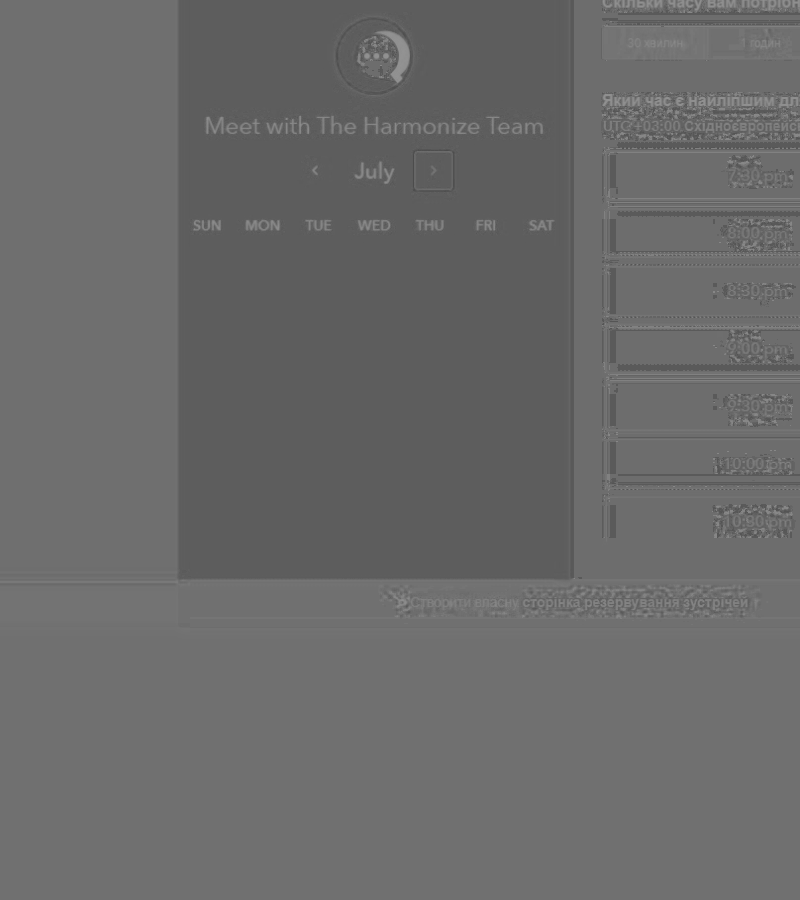 Скільки часу вам потрібн
30 хвилин 1 годин
Meet with The Harmonize Team
July
SUN MON TUE WED THU FRI SAT
Який час є найліпшим дл
UTC+03:00 Східноєвропейсь
7:30 pm
8:00 pm
8:30 pm
9:00 pm
9:30 pm
10:00 pm
10:30 pm
Створити власну сторінка резервування зустрічей